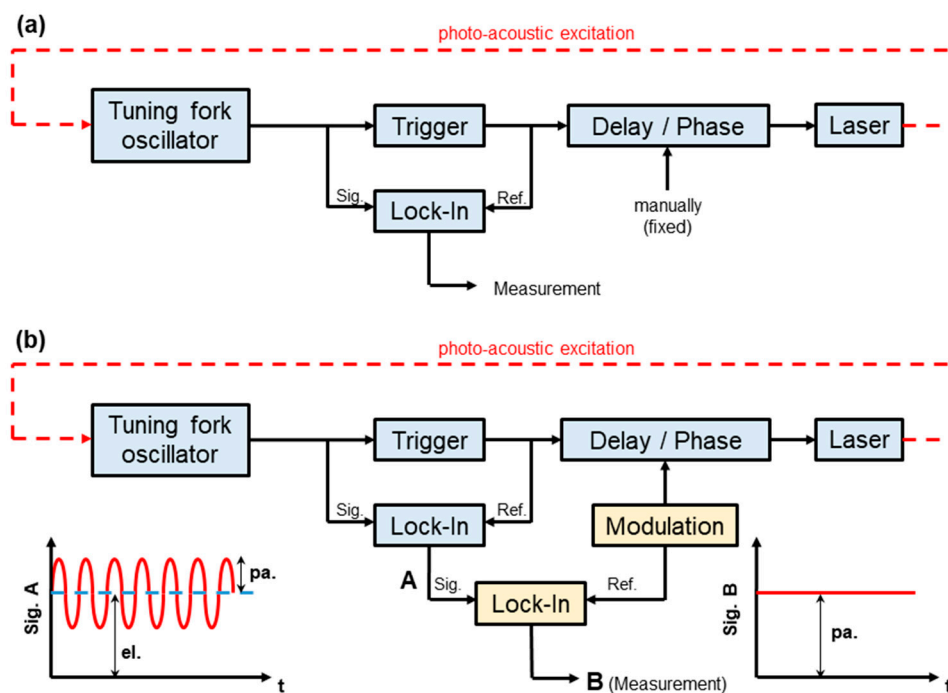 (a)
photo-acoustic excitation
Tuning fork
oscillator
Trigger
Delay / Phase
Laser
Sig.
Ref.
Lock-In
manually
(fixed)
Measurement
(b)
photo-acoustic excitation
Tuning fork
oscillator
Trigger
Delay / Phase
Laser
Sig.
Ref.
Lock-In
Modulation
Sig. A
pa.
el.
t
A
Sig.
Ref.
Lock-In
B (Measurement)
Sig. B
pa.
t